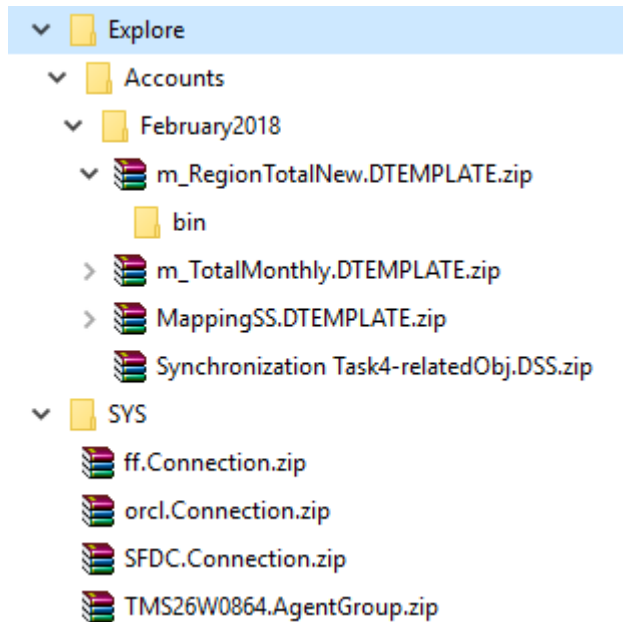 Explore
Accounts
February2018
m_RegionTotalNew.DTEMPLATE.zip
bin
m_TotalMonthly.DTEMPLATE.zip
MappingSS.DTEMPLATE.zip
Synchronization Task4-relatedObj.DSS.zip
SYS
ff.Connection.zip
orcl.Connection.zip
SFDC.Connection.zip
TMS26W0864.AgentGroup.zip